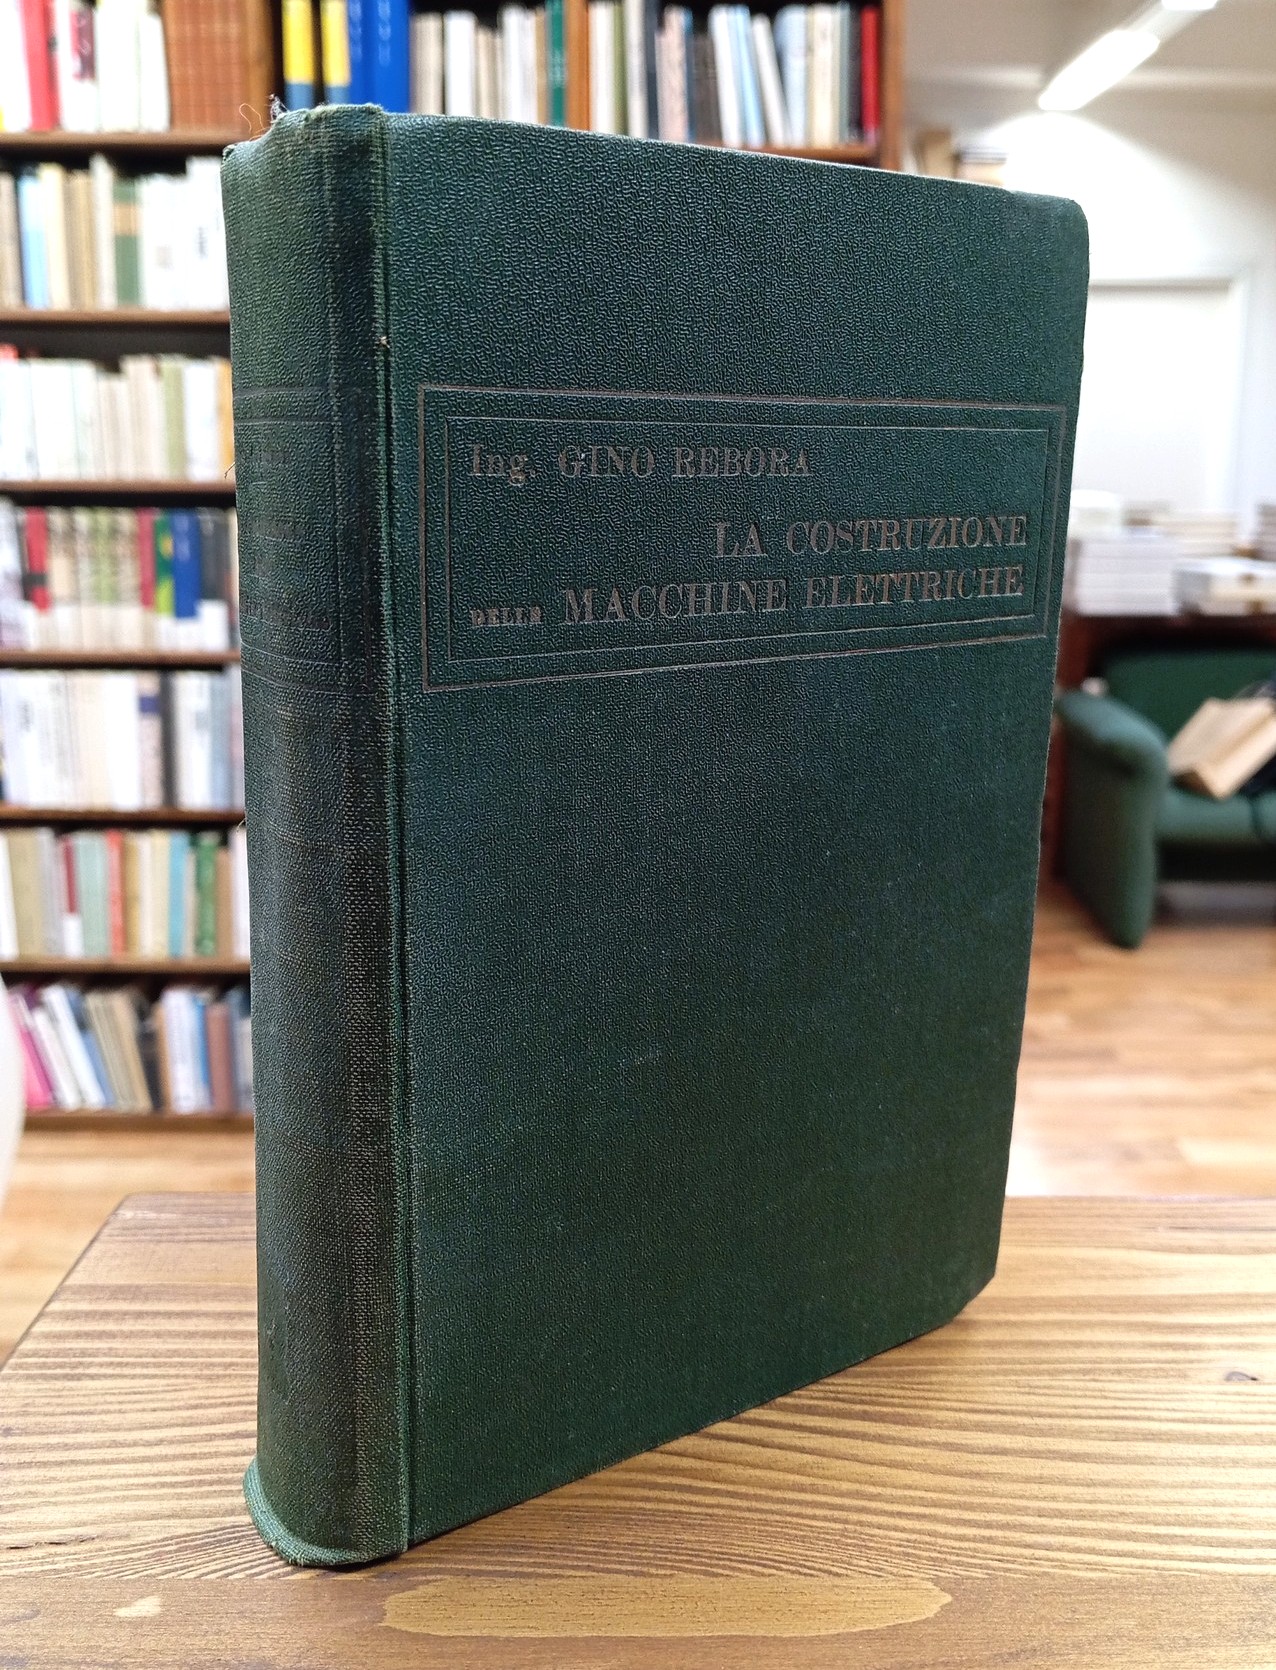 Ing. GINO REBORA
LA COSTRUZIONE
DELLE MACCHINE ELETTRICHE